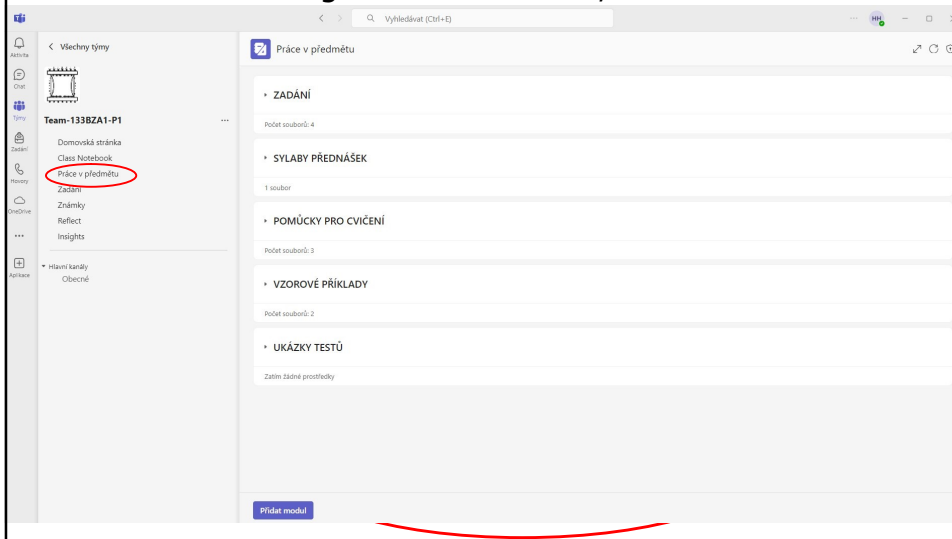 Vyhledávat (Ctrl+E)
HH
Aktivita
Chat
Týmy
Zadání
Hovory
OneDrive
Aplikace
Všechny týmy
Team-133BZA1-P1
Domovská stránka
Class Notebook
Práce v předmětu
Zadání
Známky
Reflect
Insights
Hlavní kanály
Obecné
Práce v předmětu
ZADÁNÍ
Počet souborů: 4
SYLABY PŘEDNÁŠEK
1 soubor
POMŮCKY PRO CVIČENÍ
Počet souborů: 3
VZOROVÉ PŘÍKLADY
Počet souborů: 2
UKÁZKY TESTŮ
Zatím žádné prostředky
Přidat modul